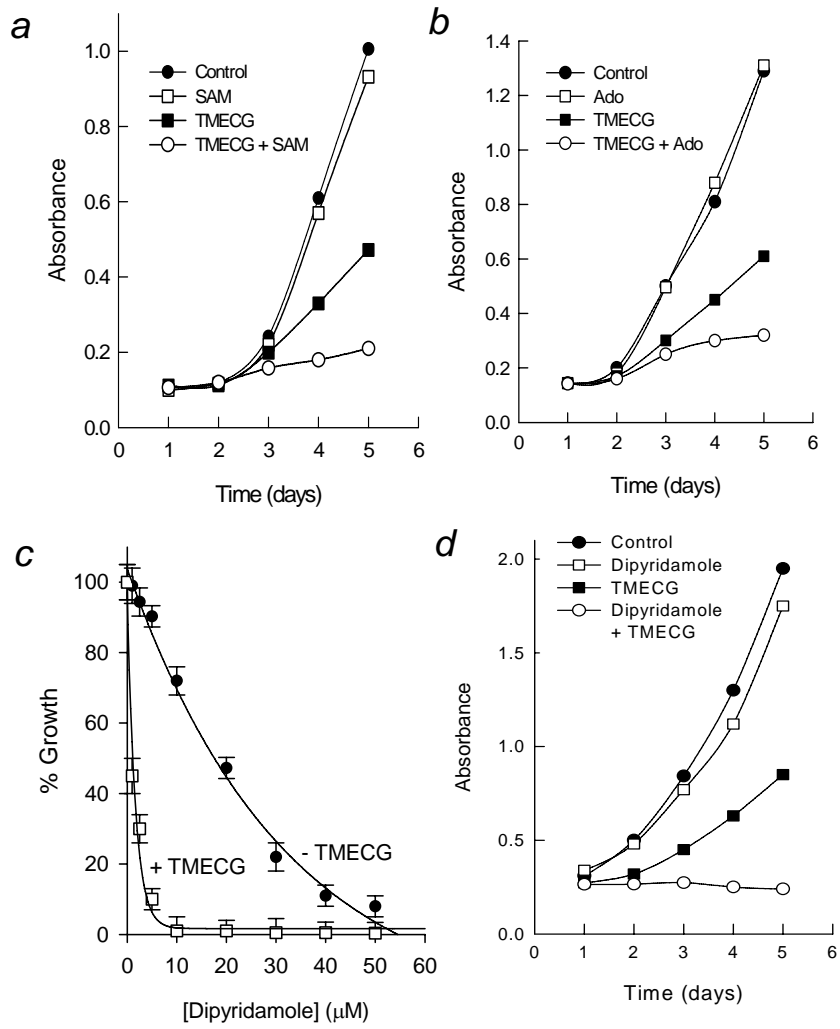 a
1.0
0.8
0.6
0.4
0.2
0.0
Absorbance
Control
SAM
TMECG
TMECG + SAM
0 1 2 3 4 5 6
Time (days)
b
1.4
1.2
1.0
0.8
0.6
0.4
0.2
0.0
Absorbance
Control
Ado
TMECG
TMECG + Ado
0 1 2 3 4 5 6
Time (days)
c
100
80
60
40
20
0
% Growth
+ TMECG
- TMECG
0 10 20 30 40 50 60
[Dipyridamole] (μM)
d
2.0
1.5
1.0
0.5
0.0
Absorbance
Control
Dipyridamole
TMECG
Dipyridamole
+ TMECG
0 1 2 3 4 5 6
Time (days)